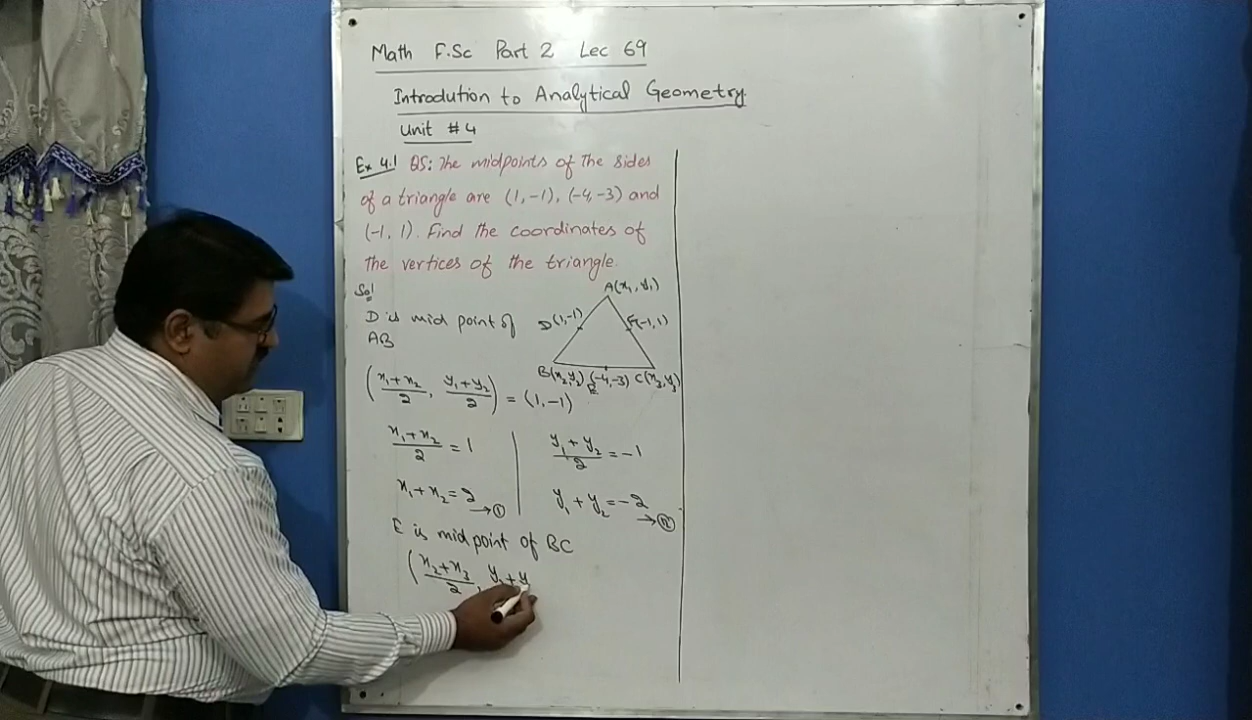 Math F.Sc Part 2 Lec 69
Introdution to Analytical Geometry
Unit #4
Ex 4.1 Q5: The midpoints of the sides
of a triangle are (1,-1), (-4,-3) and
(-1, 1). Find the coordinates of
the vertices of the triangle.
Sol
A(x₁, y₁)
D is mid point of
AB
D(1,-1)
F(-1,1)
B(x₂,y₂) (-4,-3) C(x₃,y₃)
E
((x₁+x₂)/2, (y₁+y₂)/2) = (1,-1)
(x₁+x₂)/2 = 1 (y₁+y₂)/2 = -1
x₁+x₂=2 →① y₁+y₂=-2 →
E is midpoint of BC
((x₂+x₃)/2, y₂+y